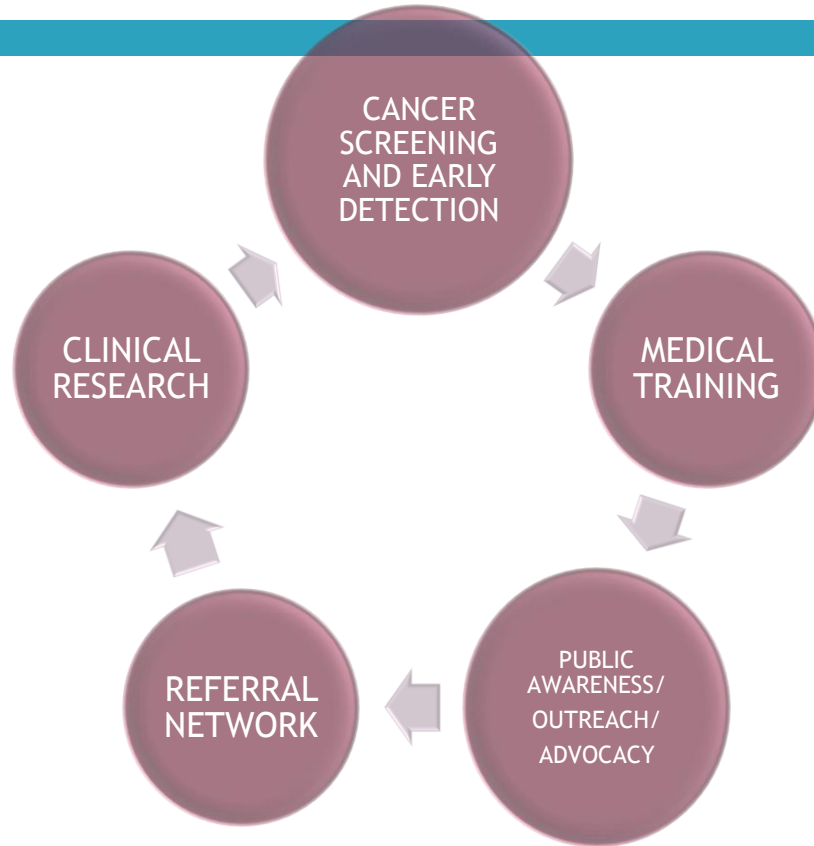 CANCER
SCREENING
AND EARLY
DETECTION
MEDICAL
TRAINING
PUBLIC
AWARENESS/
OUTREACH/
ADVOCACY
REFERRAL
NETWORK
CLINICAL
RESEARCH